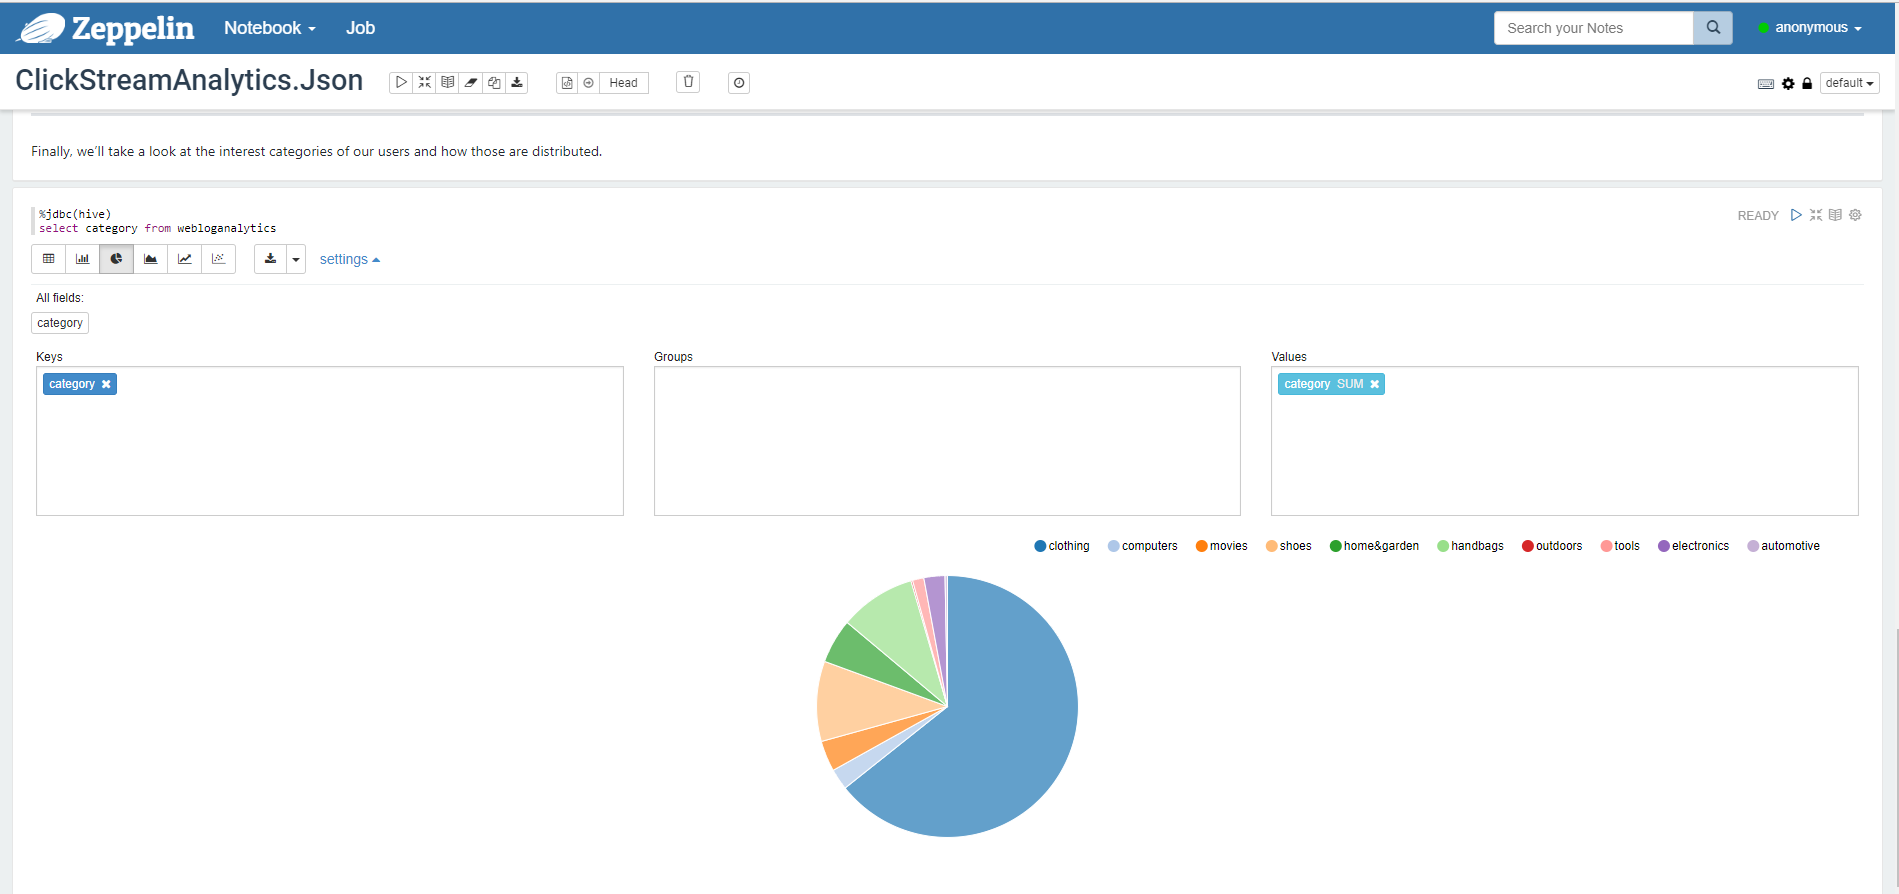 Zeppelin Notebook Job Search your Notes anonymous
ClickStreamAnalytics.Json Head default
Finally, we'll take a look at the interest categories of our users and how those are distributed.
%jdbc(hive)
READY
select category from webloganalytics
settings
All fields:
category
Keys Groups Values
category category SUM
clothing computers movies shoes home&garden handbags outdoors tools electronics automotive